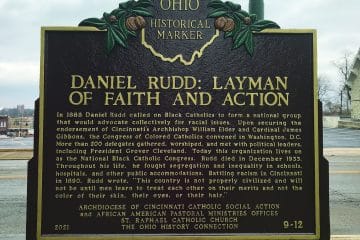 OHIO
HISTORICAL
MARKER
DANIEL RUDD: LAYMAN
OF FAITH AND ACTION
In 1888 Daniel Rudd called on Black Catholics to form a national group
that would advocate collectively for racial issues. Upon securing the
endorsement of Cincinnati's Archbishop William Elder and Cardinal James
Gibbons, the Congress of Colored Catholics convened in Washington, D.C.
More than 200 delegates gathered, worshiped, and met with political leaders,
including President Grover Cleveland. Today this organization lives on
as the National Black Catholic Congress. Rudd died in December 1933.
Throughout his life, he fought segregation and inequality in schools,
hospitals, and other public accommodations. Battling racism in Cincinnati
in 1890, Rudd wrote, "This country is not properly civilized and will
not be until men learn to treat each other on their merits and not the
color of their skin, their eyes, or their hair."
ARCHDIOCESE OF CINCINNATI CATHOLIC SOCIAL ACTION
and AFRICAN AMERICAN PASTORAL MINISTRIES OFFICES
ST. RAPHAEL CATHOLIC CHURCH
2021 THE OHIO HISTORY CONNECTION 9-12